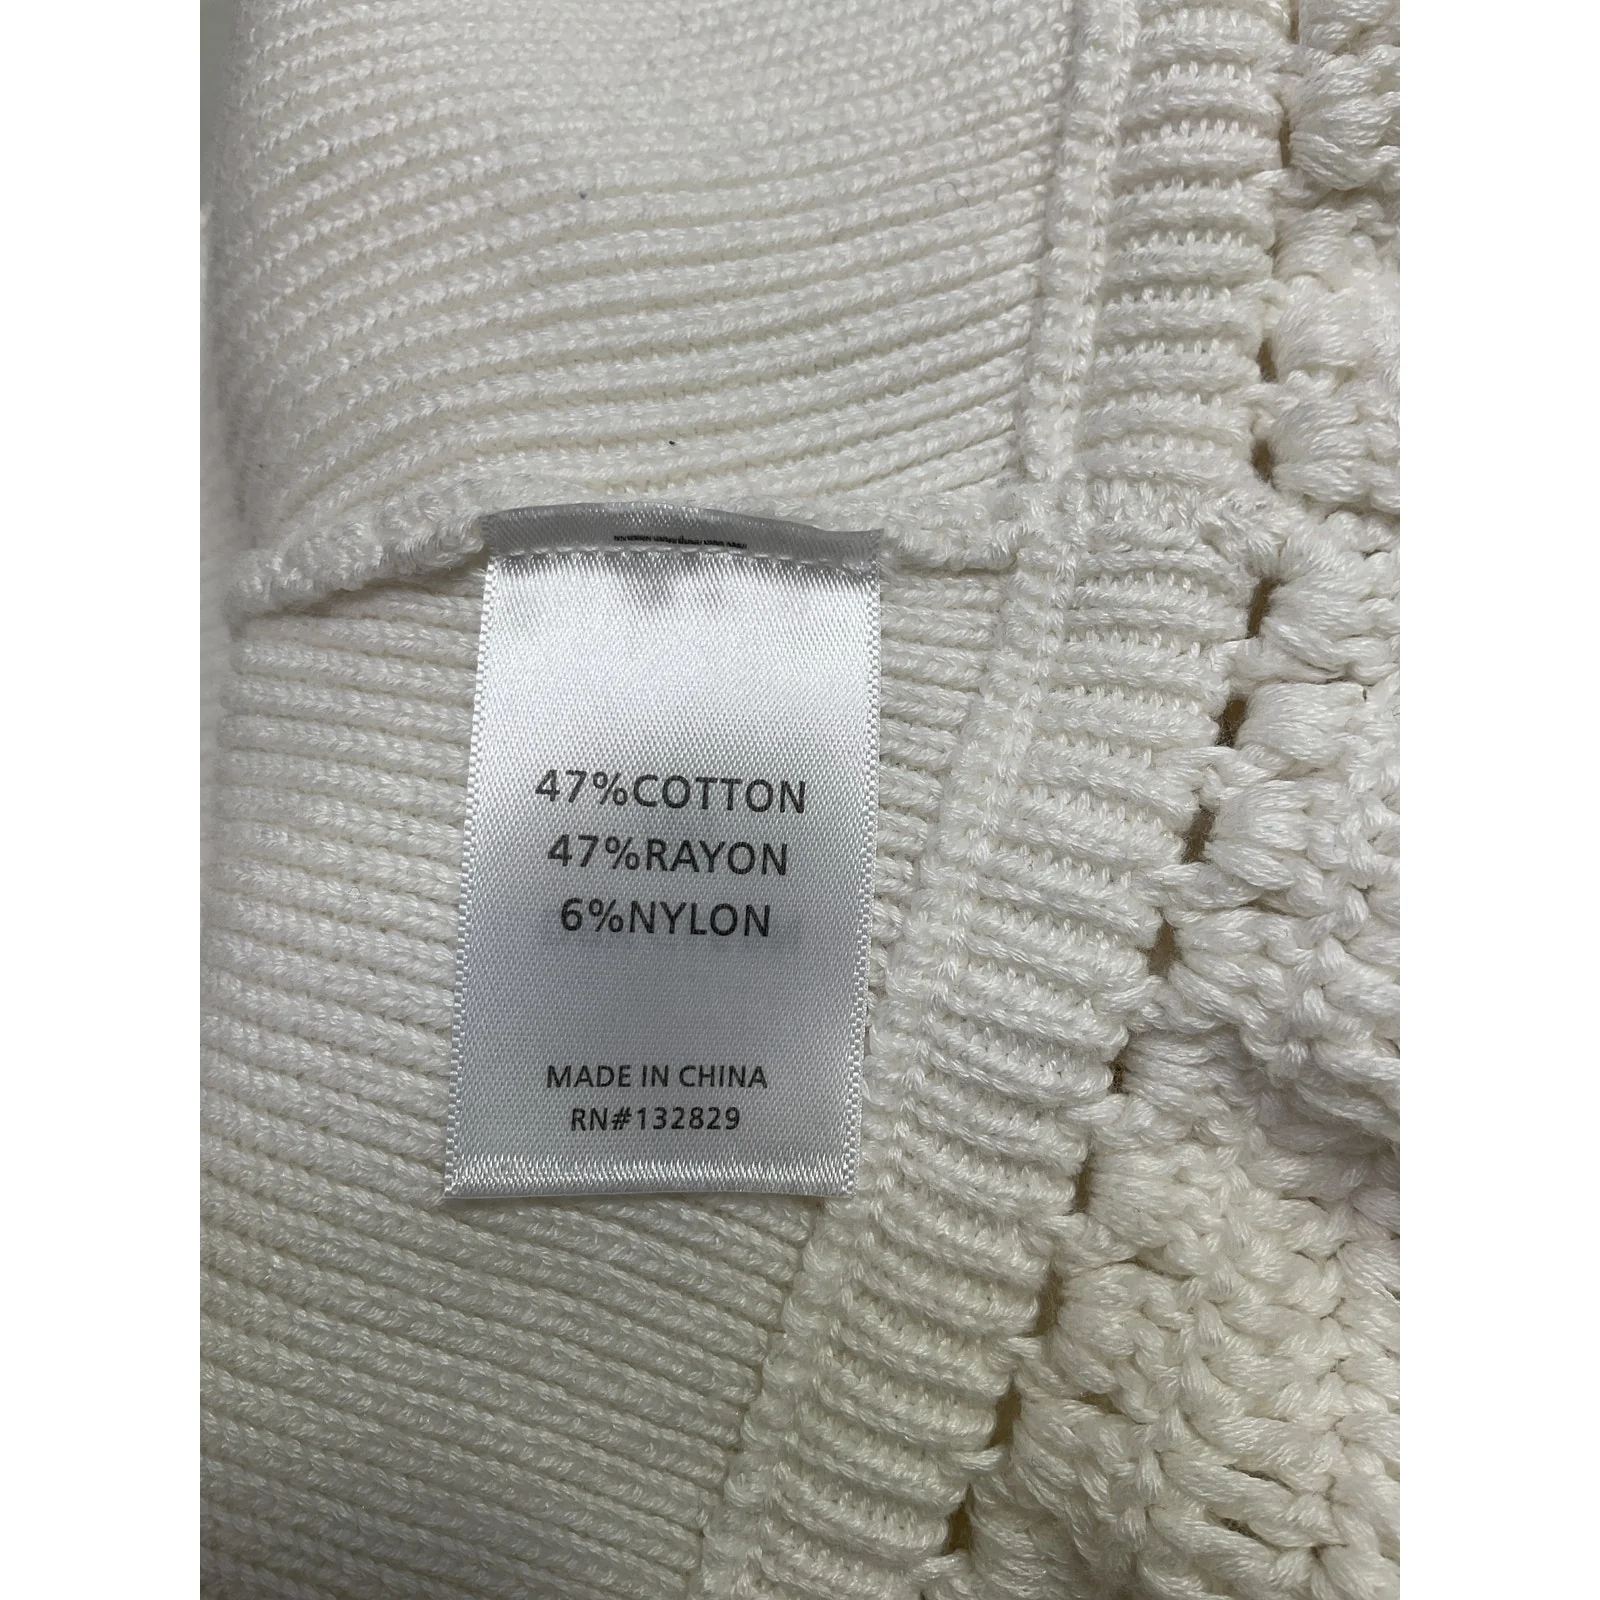 47%COTTON
47%RAYON
6%NYLON
MADE IN CHINA
RN#132829